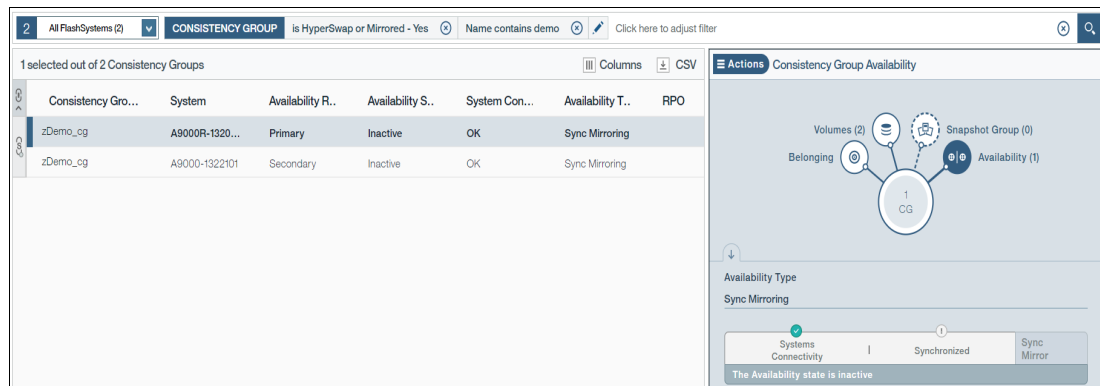 2 All FlashSystems (2) CONSISTENCY GROUP is HyperSwap or Mirrored - Yes Name contains demo Click here to adjust filter
1 selected out of 2 Consistency Groups Columns CSV
Consistency Gro... System Availability R.. Availability S.. System Con... Availability T.. RPO
zDemo_cg A9000R-1320... Primary Inactive OK Sync Mirroring
zDemo_cg A9000-1322101 Secondary Inactive OK Sync Mirroring
Actions Consistency Group Availability
Volumes (2) Snapshot Group (0)
Belonging Availability (1)
1
CG
Availability Type
Sync Mirroring
Systems Connectivity
Synchronized
Sync Mirror
The Availability state is inactive